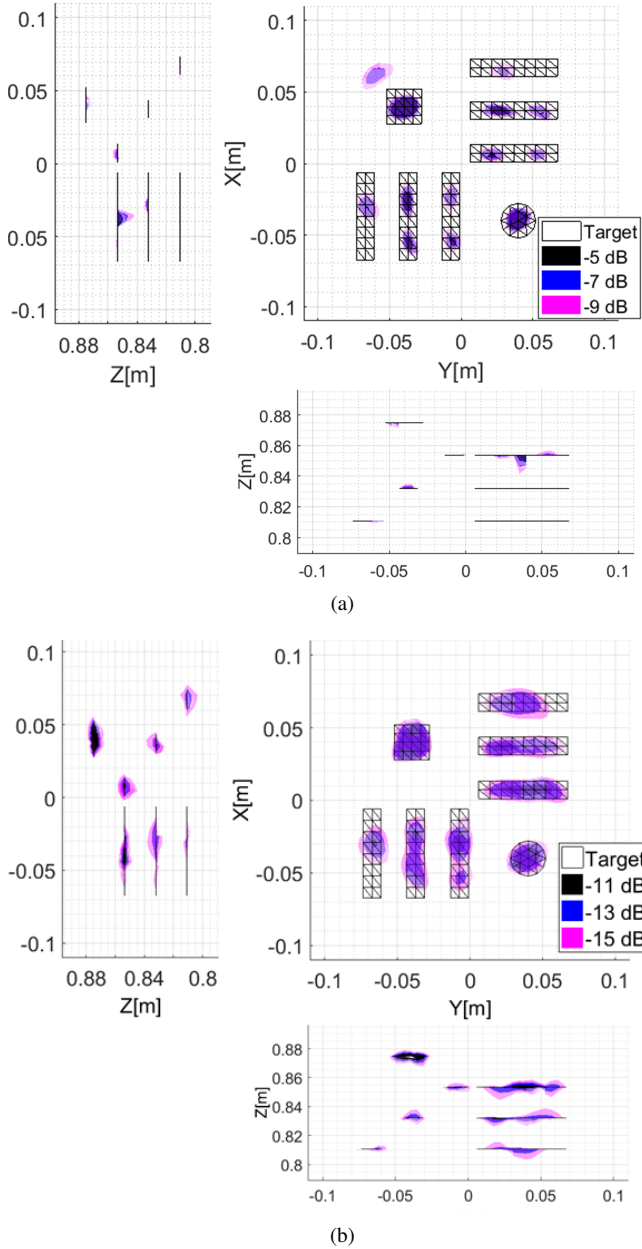 0.1
0.05
0
0.05
-0.1
0.88 0.84 0.8
Z[m]
0.1
0.05
0
-0.05
-0.1
X[m]
-0.1 -0.05 0 0.05 0.1
Y[m]
Target
-5 dB
-7 dB
-9 dB
0.88
0.86
0.84
0.82
0.8
Z[m]
-0.1 -0.05 0 0.05 0.1
(a)
0.1
0.05
0
-0.05
-0.1
0.88 0.84 0.8
Z[m]
0.1
0.05
0
-0.05
-0.1
X[m]
-0.1 -0.05 0 0.05 0.1
Y[m]
Target
-11 dB
-13 dB
-15 dB
0.88
0.86
0.84
0.82
0.8
Z[m]
-0.1 -0.05 0 0.05 0.1
(b)